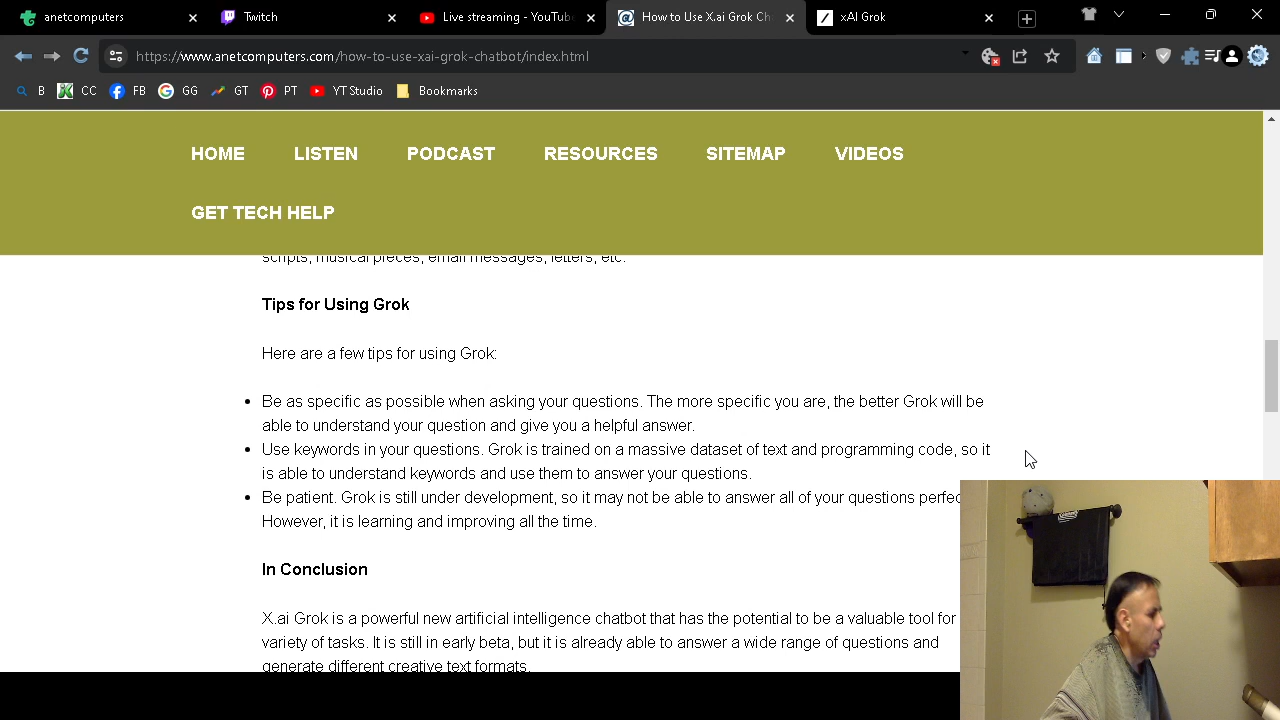 anetcomputers
Twitch
Live streaming - YouTub
How to Use X.ai Grok Ch
xAI Grok
https://www.anetcomputers.com/how-to-use-xai-grok-chatbot/index.html
B
CC
FB
GG
GT
PT
YT Studio
Bookmarks
HOME LISTEN PODCAST RESOURCES SITEMAP VIDEOS
GET TECH HELP
scripts, musical pieces, email messages, letters, etc.
Tips for Using Grok
Here are a few tips for using Grok:
Be as specific as possible when asking your questions. The more specific you are, the better Grok will be
able to understand your question and give you a helpful answer.
Use keywords in your questions. Grok is trained on a massive dataset of text and programming code, so it
is able to understand keywords and use them to answer your questions.
Be patient. Grok is still under development, so it may not be able to answer all of your questions perfec
However, it is learning and improving all the time.
In Conclusion
X.ai Grok is a powerful new artificial intelligence chatbot that has the potential to be a valuable tool for
variety of tasks. It is still in early beta, but it is already able to answer a wide range of questions and
generate different creative text formats.